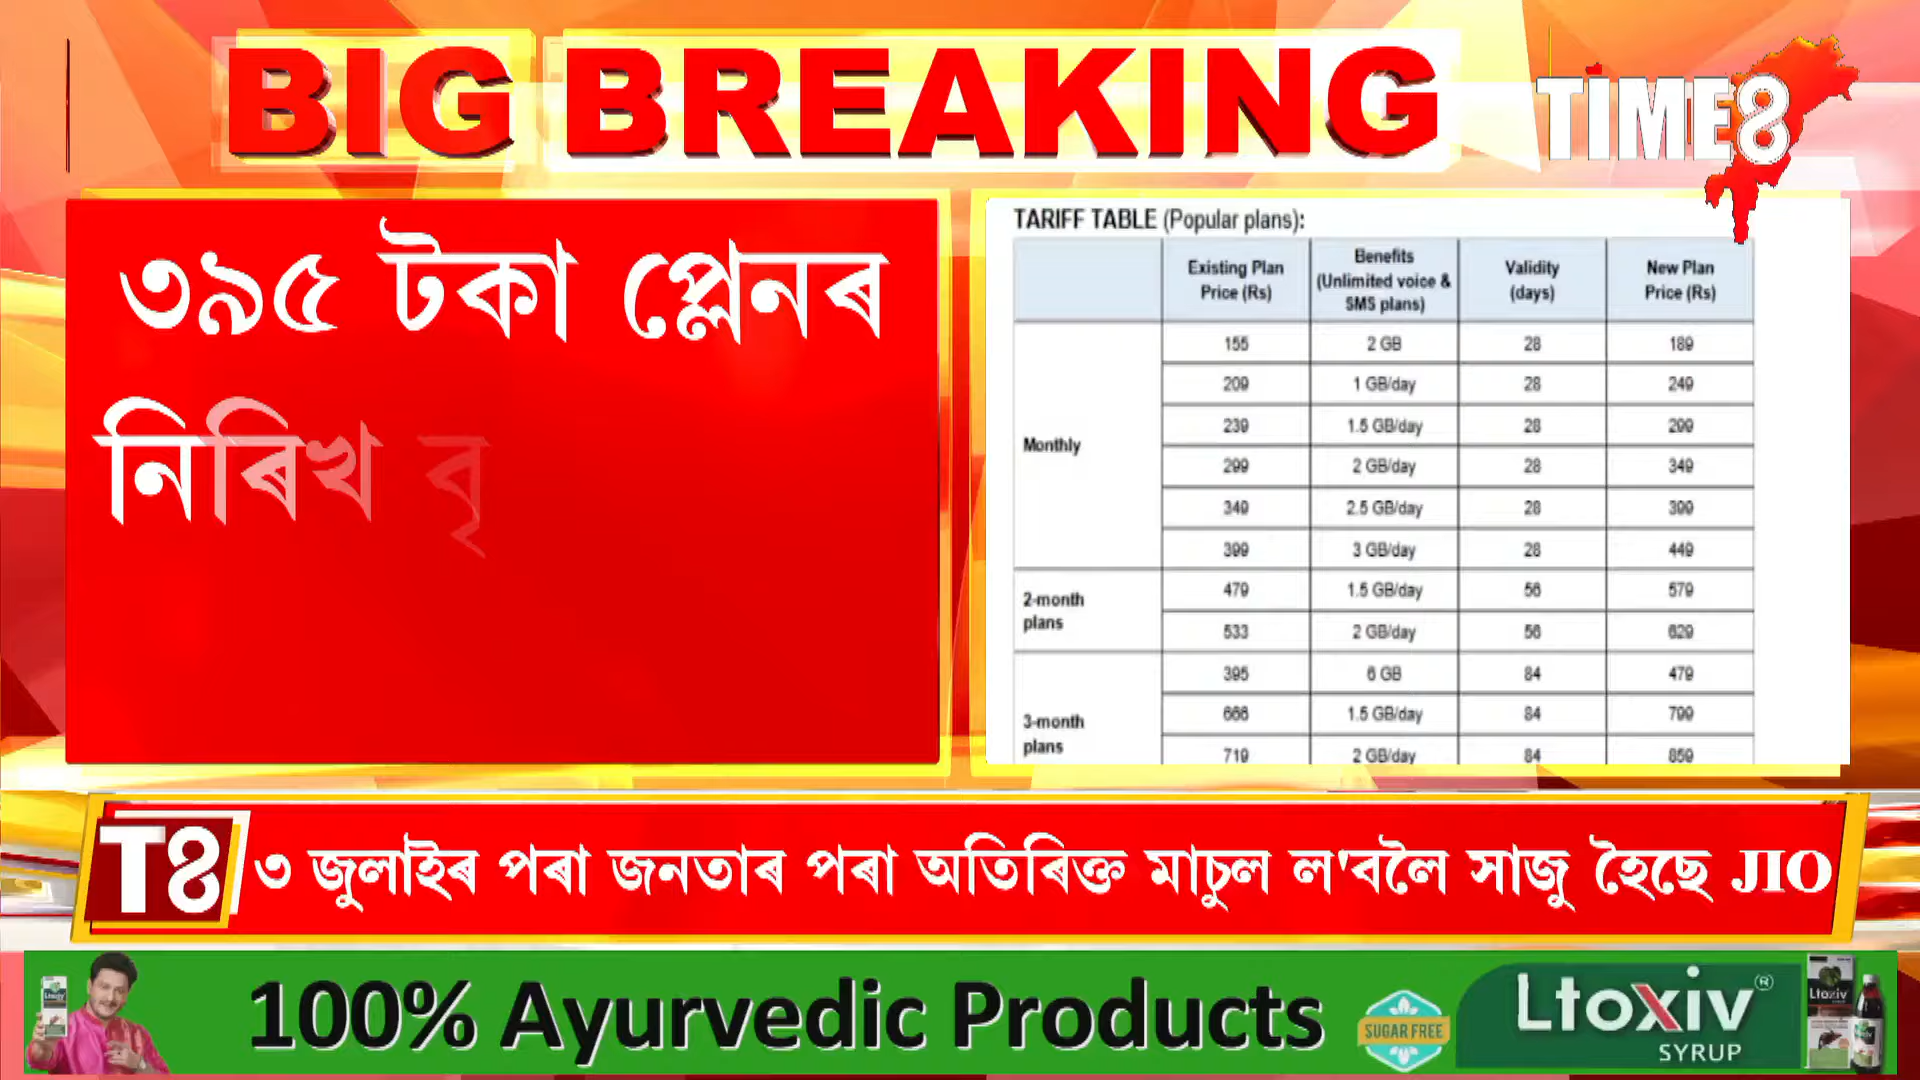 BIG BREAKING
TIME8
৩৯৫ টকা প্লেনৰ
নিৰিখ বৃ
TARIFF TABLE (Popular plans):
Existing Plan Price (Rs) Benefits (Unlimited voice & SMS plans) Validity (days) New Plan Price (Rs)
Monthly
155 2 GB 28 189
209 1 GB/day 28 249
239 1.5 GB/day 28 299
299 2 GB/day 28 349
349 2.5 GB/day 28 399
399 3 GB/day 28 449
2-month plans
479 1.5 GB/day 56 579
533 2 GB/day 56 629
3-month plans
395 6 GB 84 479
666 1.5 GB/day 84 799
719 2 GB/day 84 859
T8 ৩ জুলাইৰ পৰা জনতাৰ পৰা অতিৰিক্ত মাচুল ল'বলৈ সাজু হৈছে JIO
100% Ayurvedic Products
SUGAR FREE
Ltoxiv ®
SYRUP
Ltoxiv